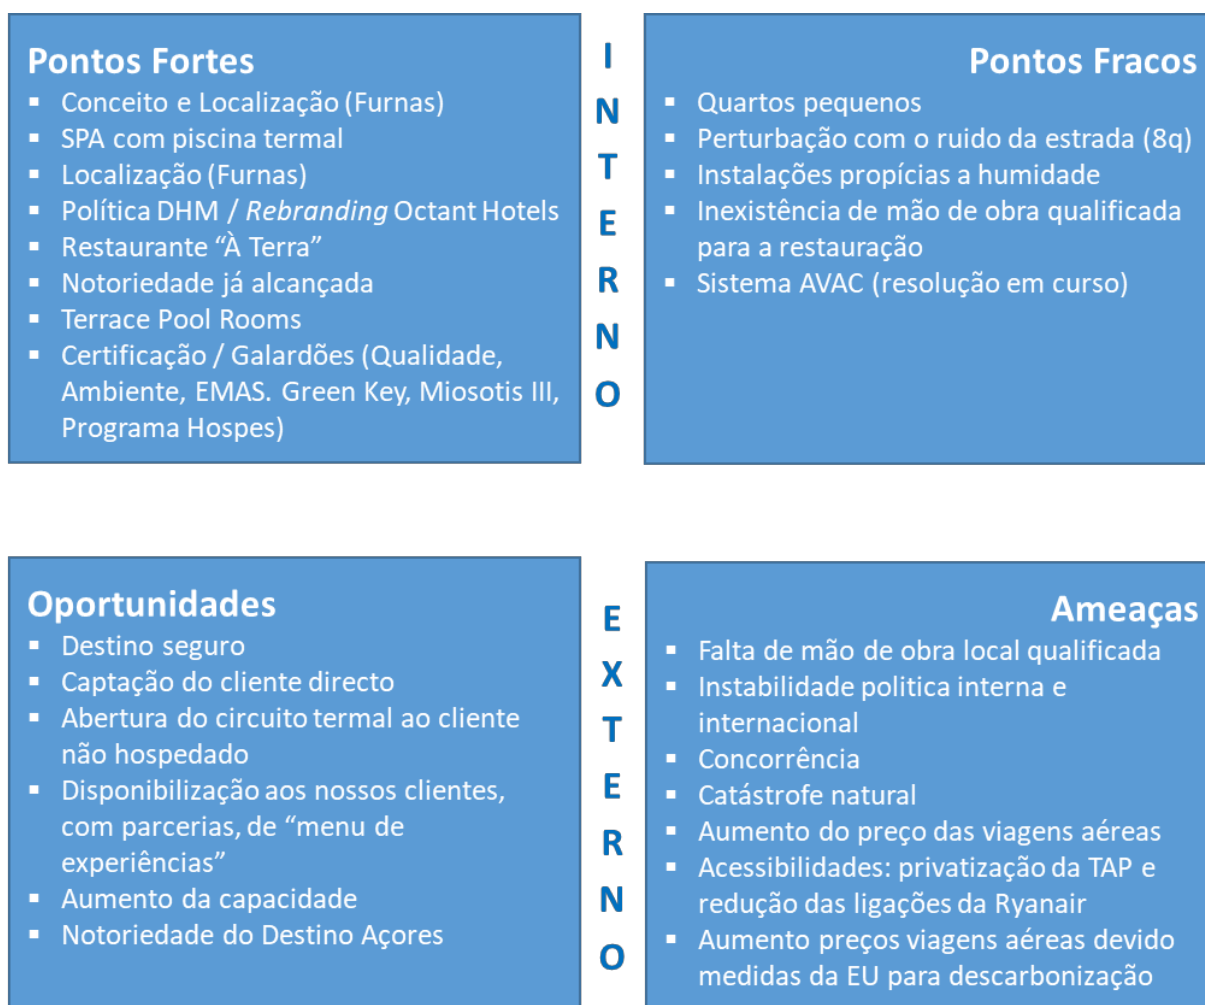 Pontos Fortes
▪ Conceito e Localização (Furnas)
▪ SPA com piscina termal
▪ Localização (Furnas)
▪ Política DHM / Rebranding Octant Hotels
▪ Restaurante “À Terra”
▪ Notoriedade já alcançada
▪ Terrace Pool Rooms
▪ Certificação / Galardões (Qualidade,
Ambiente, EMAS. Green Key, Miosotis III,
Programa Hospes)
I
N
T
E
R
N
O
Pontos Fracos
▪ Quartos pequenos
▪ Perturbação com o ruido da estrada (8q)
▪ Instalações propícias a humidade
▪ Inexistência de mão de obra qualificada
para a restauração
▪ Sistema AVAC (resolução em curso)
Oportunidades
▪ Destino seguro
▪ Captação do cliente directo
▪ Abertura do circuito termal ao cliente
não hospedado
▪ Disponibilização aos nossos clientes,
com parcerias, de “menu de
experiências”
▪ Aumento da capacidade
▪ Notoriedade do Destino Açores
E
X
T
E
R
N
O
Ameaças
▪ Falta de mão de obra local qualificada
▪ Instabilidade politica interna e
internacional
▪ Concorrência
▪ Catástrofe natural
▪ Aumento do preço das viagens aéreas
▪ Acessibilidades: privatização da TAP e
redução das ligações da Ryanair
▪ Aumento preços viagens aéreas devido
medidas da EU para descarbonização